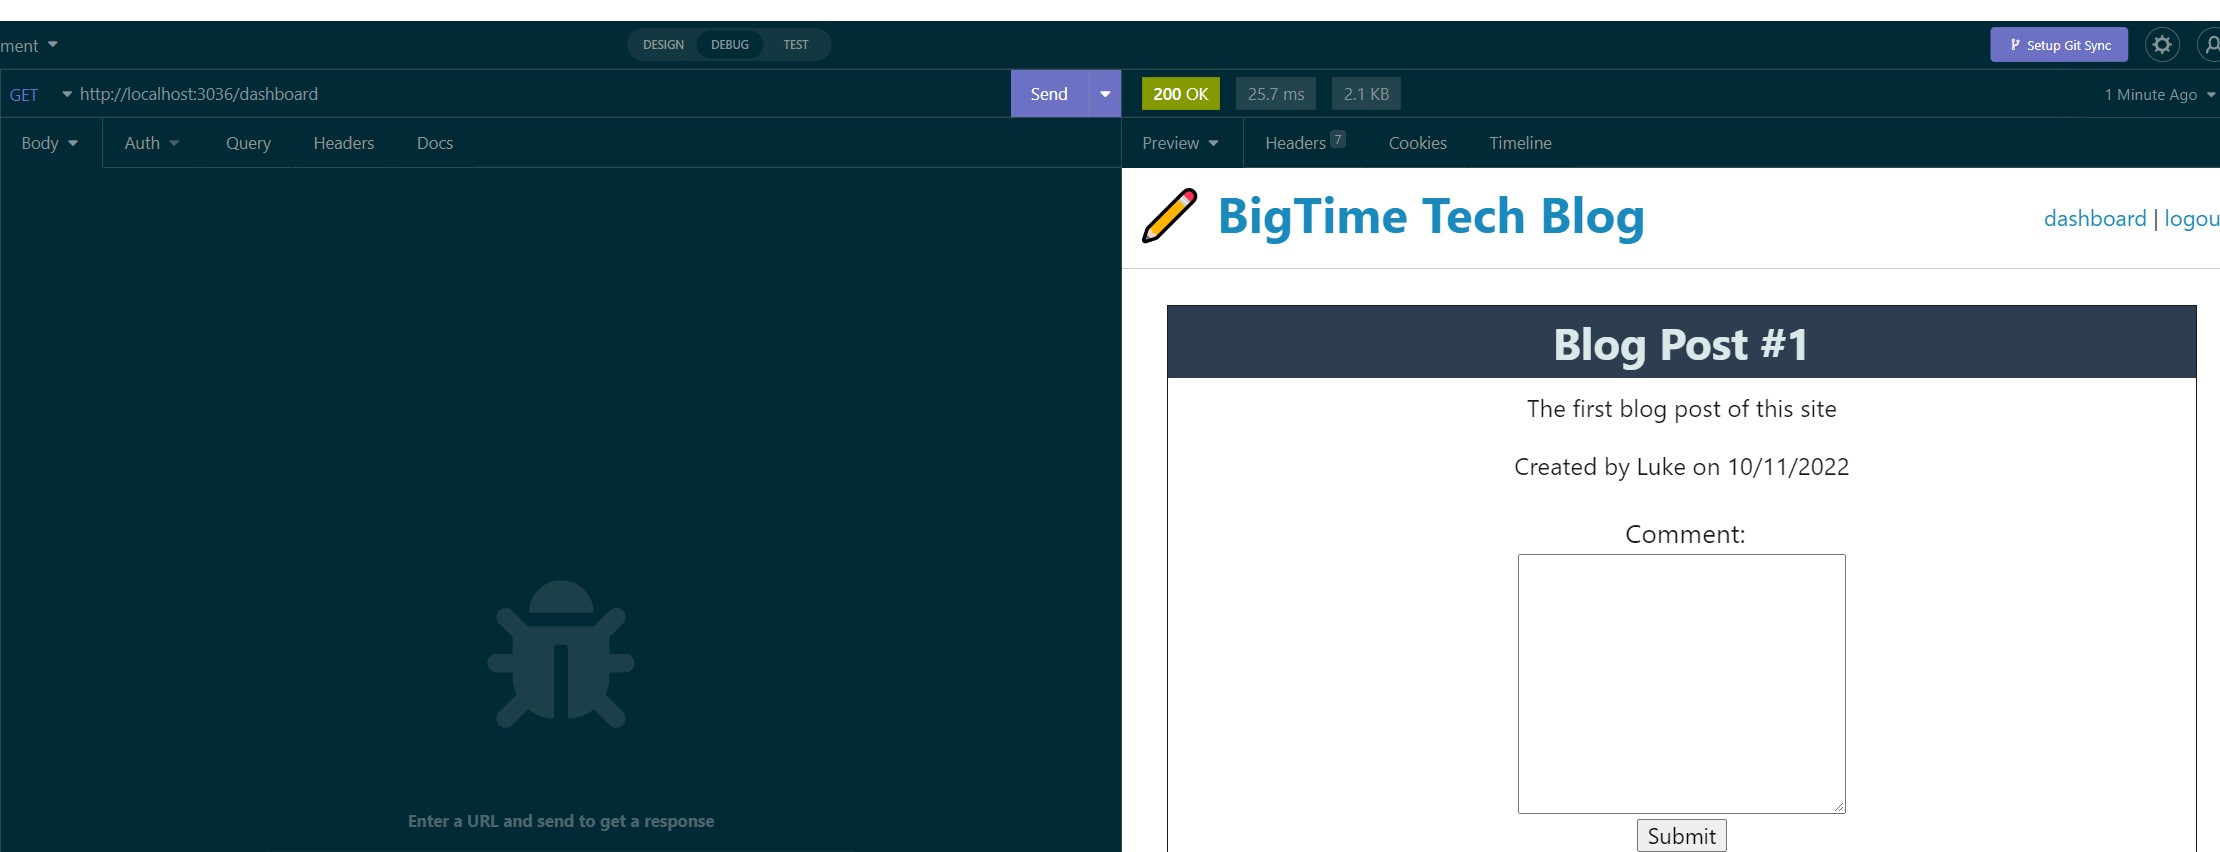 ment
DESIGN DEBUG TEST
Setup Git Sync
GET http://localhost:3036/dashboard
Send
200 OK 25.7 ms 2.1 KB
1 Minute Ago
Body Auth Query Headers Docs
Preview Headers 7 Cookies Timeline
BigTime Tech Blog
dashboard | logou
Blog Post #1
The first blog post of this site
Created by Luke on 10/11/2022
Comment:
Submit
Enter a URL and send to get a response